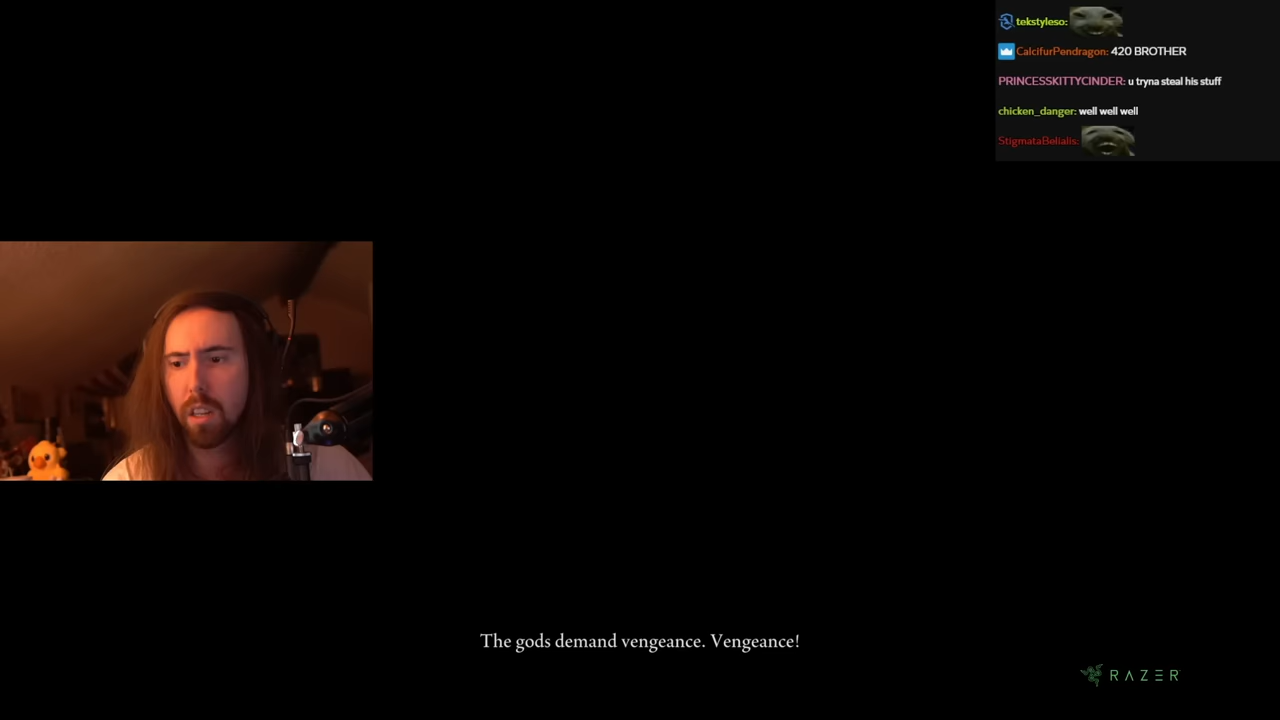 tekstyleso:
CalcifurPendragon: 420 BROTHER
PRINCESSKITTYCINDER: u tryna steal his stuff
chicken_danger: well well well
StigmataBelialis:
The gods demand vengeance. Vengeance!
RAZER